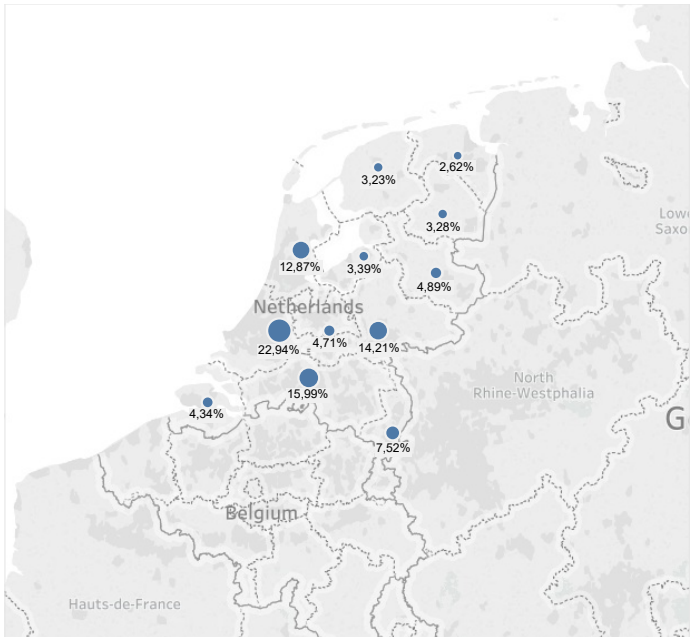 2,62%
3,23%
Lowe
Saxo
3,28%
12,87%
3,39%
4,89%
Netherlands
22,94%
4,71%
14,21%
North
Rhine-Westphalia
15,99%
4,34%
G
7,52%
Belgium
Hauts-de-France